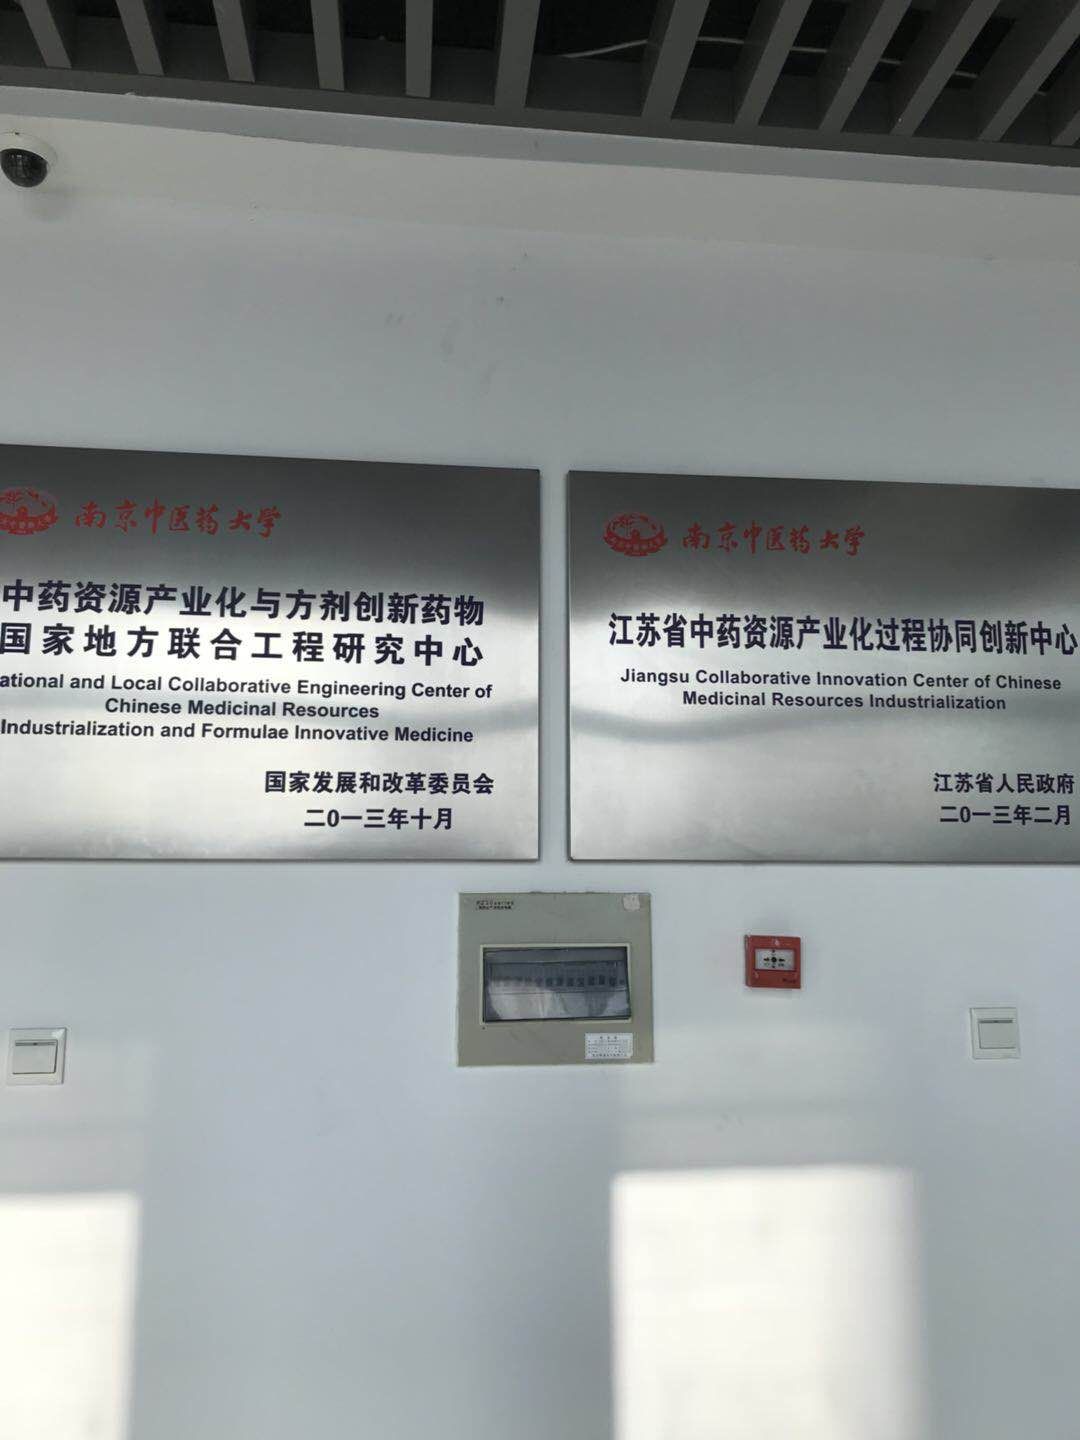 南京中医药大学
中药资源产业化与方剂创新药物
国家地方联合工程研究中心
ational and Local Collaborative Engineering Center of
Chinese Medicinal Resources
Industrialization and Formulae Innovative Medicine
国家发展和改革委员会
二0一三年十月
南京中医药大学
江苏省中药资源产业化过程协同创新中心
Jiangsu Collaborative Innovation Center of Chinese
Medicinal Resources Industrialization
江苏省人民政府
二0一三年二月